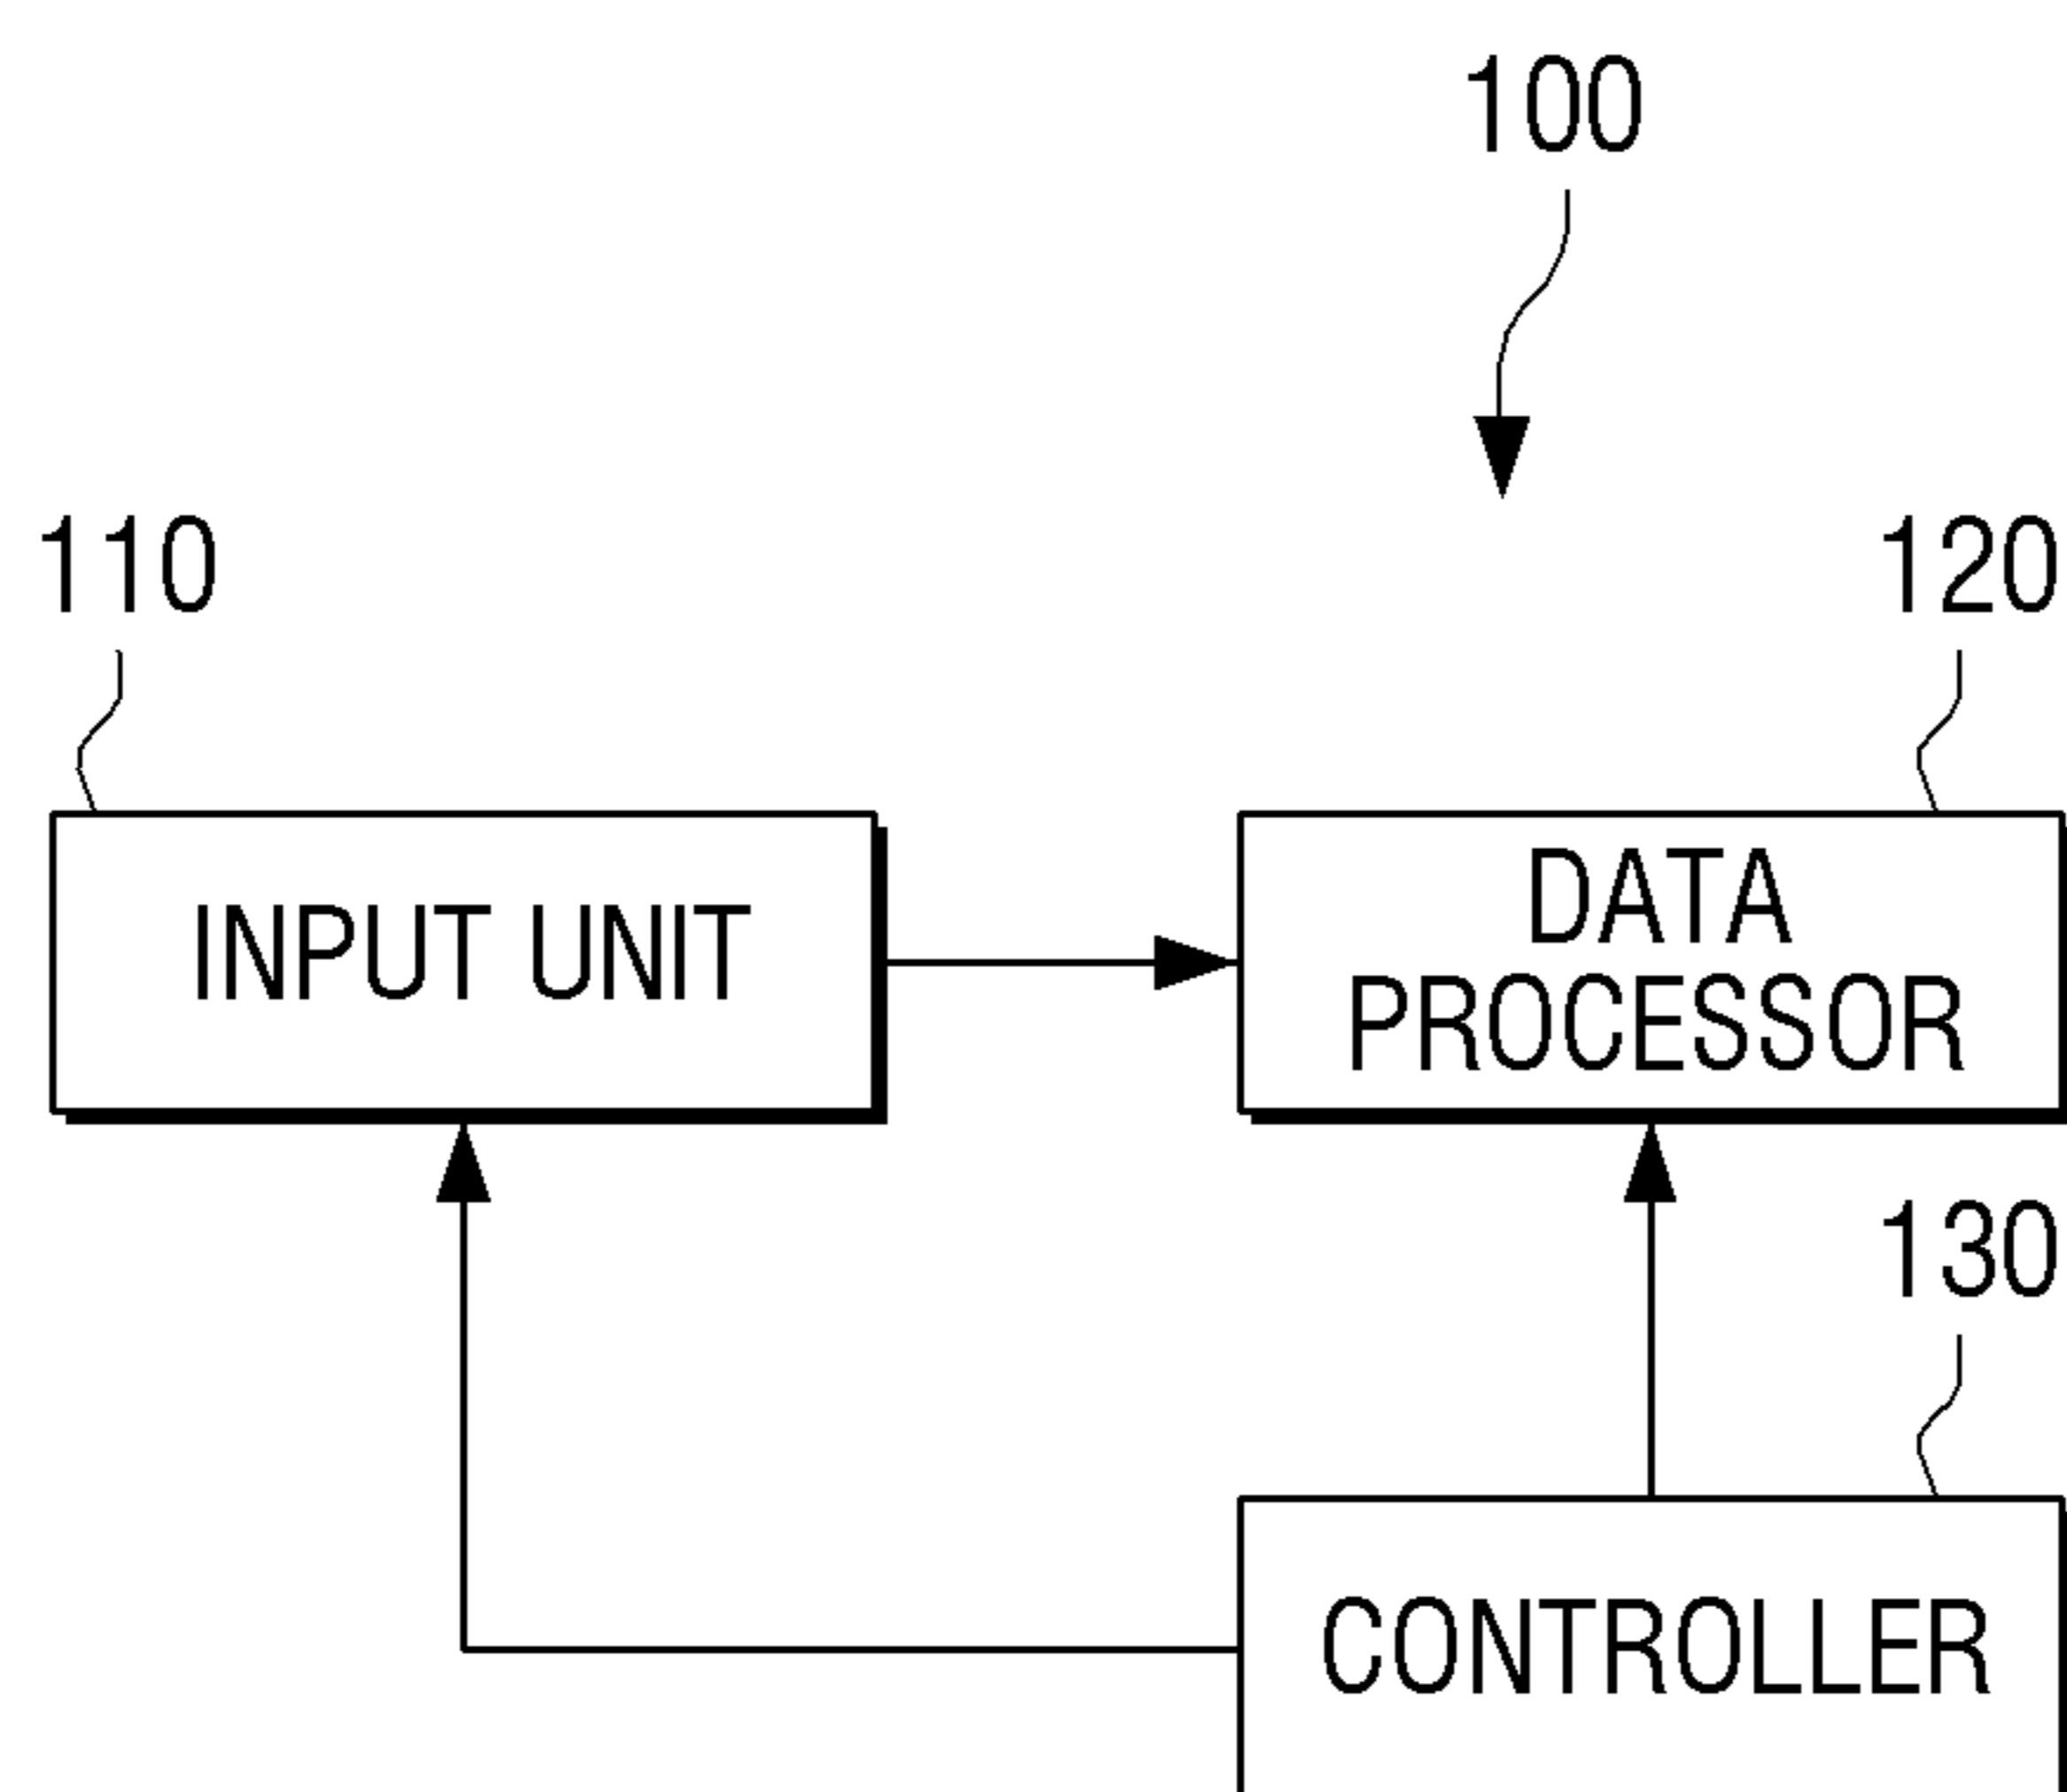 100
110
120
INPUT UNIT
DATA
PROCESSOR
130
CONTROLLER